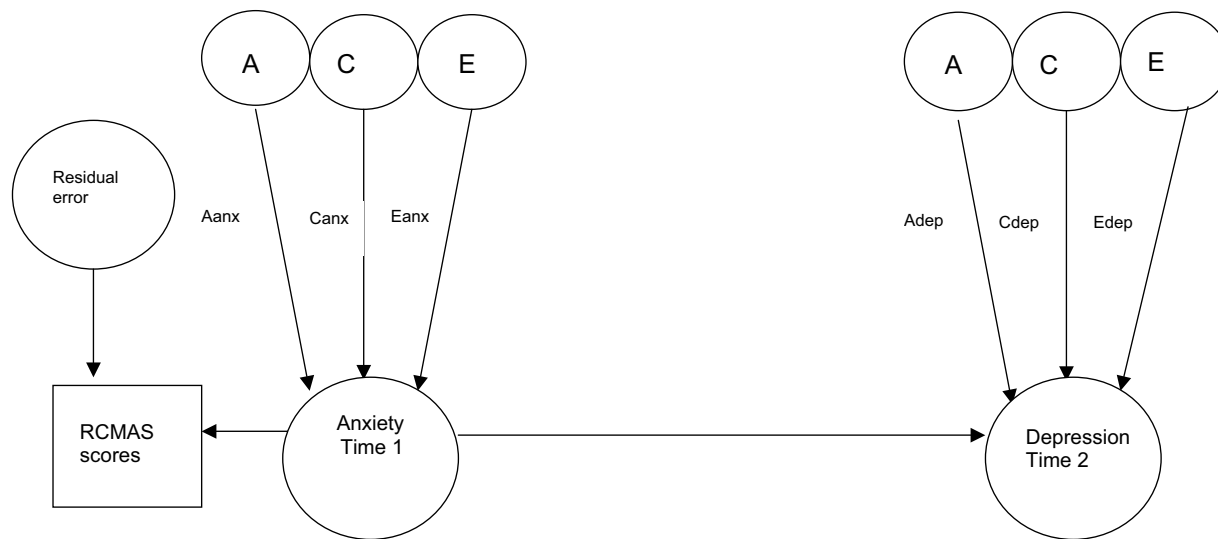 A
C
E
A
C
E
Residual
error
Aanx
Canx
Eanx
Adep
Cdep
Edep
RCMAS
scores
Anxiety
Time 1
Depression
Time 2